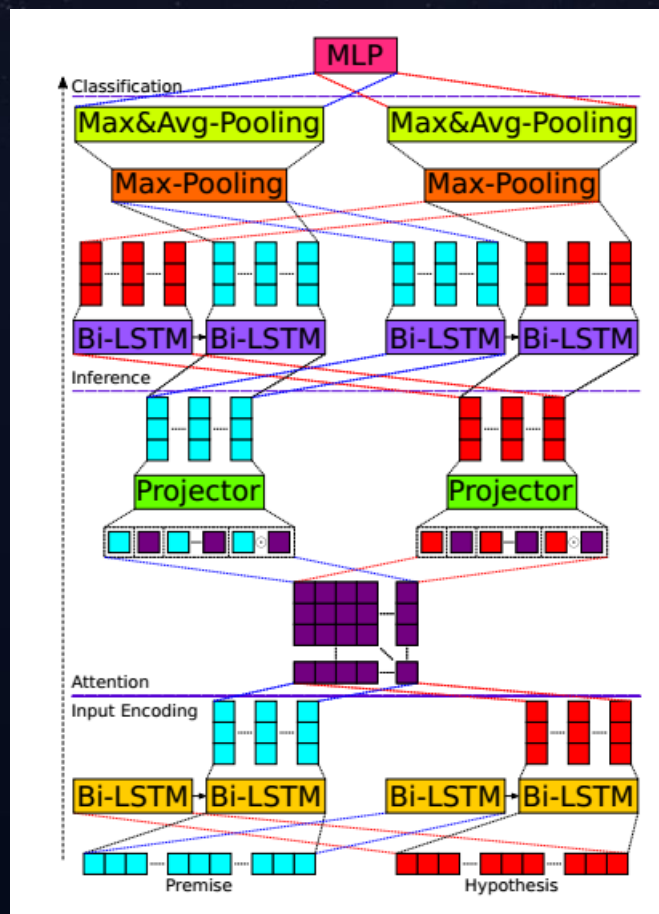 MLP
Classification
Max&Avg-Pooling Max&Avg-Pooling
Max-Pooling Max-Pooling
Bi-LSTM Bi-LSTM Bi-LSTM Bi-LSTM
Inference
Projector Projector
Attention
Input Encoding
Bi-LSTM Bi-LSTM Bi-LSTM Bi-LSTM
Premise Hypothesis